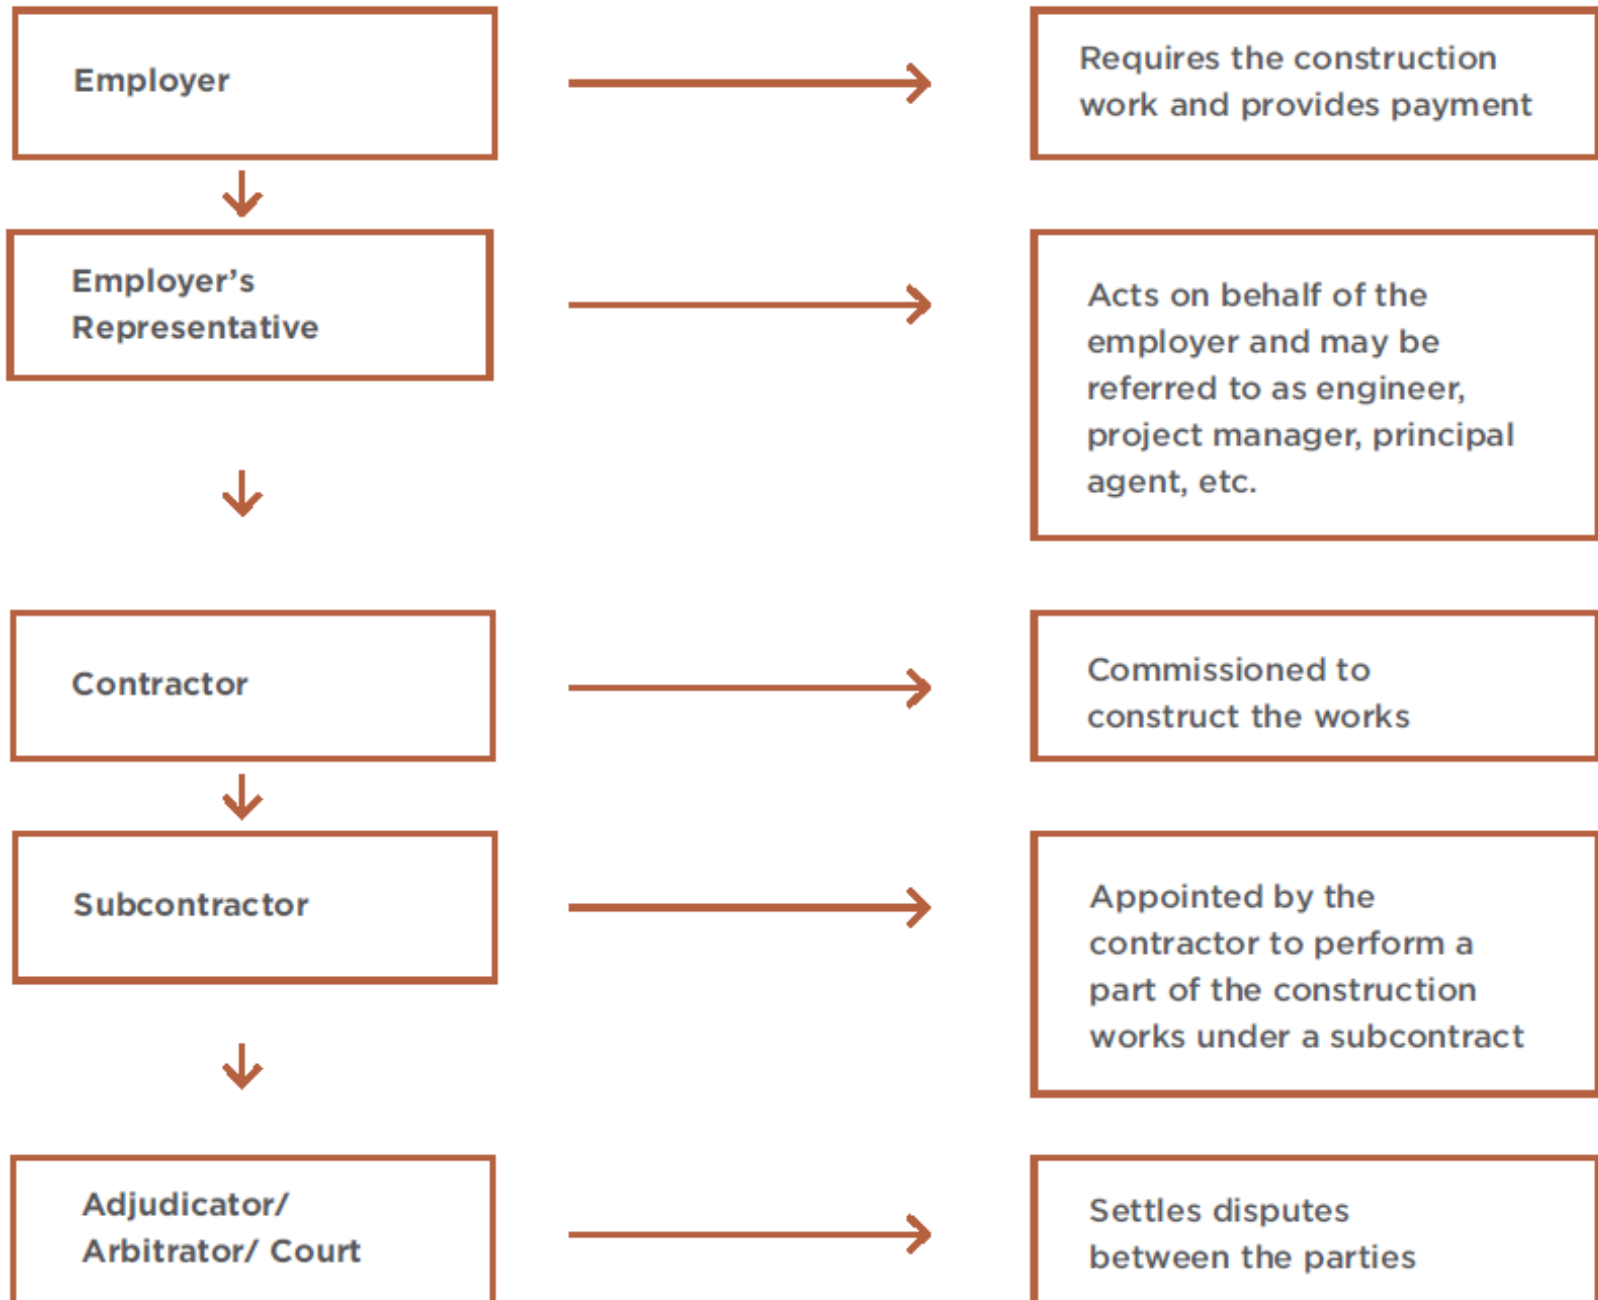 Employer
Requires the construction
work and provides payment
Employer’s
Representative
Acts on behalf of the
employer and may be
referred to as engineer,
project manager, principal
agent, etc.
Contractor
Commissioned to
construct the works
Subcontractor
Appointed by the
contractor to perform a
part of the construction
works under a subcontract
Adjudicator/
Arbitrator/ Court
Settles disputes
between the parties